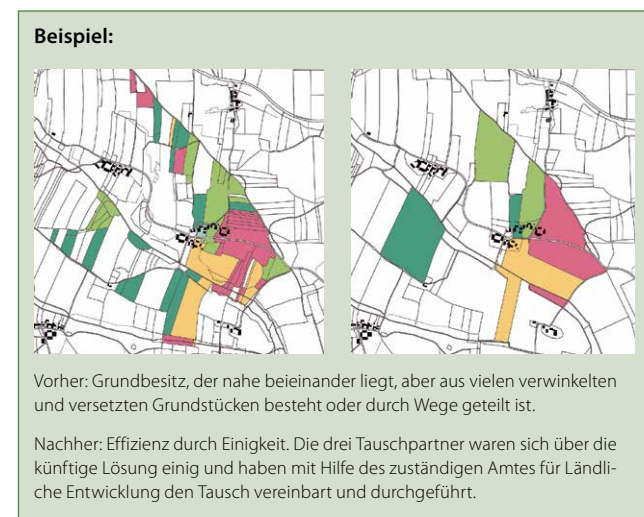 Beispiel:
Vorher: Grundbesitz, der nahe beieinander liegt, aber aus vielen verwinkelten
und versetzten Grundstücken besteht oder durch Wege geteilt ist.
Nachher: Effizienz durch Einigkeit. Die drei Tauschpartner waren sich über die
künftige Lösung einig und haben mit Hilfe des zuständigen Amtes für Ländli-
che Entwicklung den Tausch vereinbart und durchgeführt.